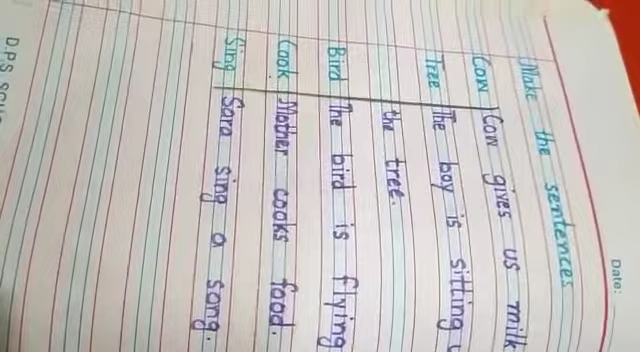 Date:
Make the sentences
Cow Cow gives us milk
Tree The boy is sitting
the tree.
Bird The bird is flying
Cook Mother cooks food.
Sing Sara sing a song.
D.P.S